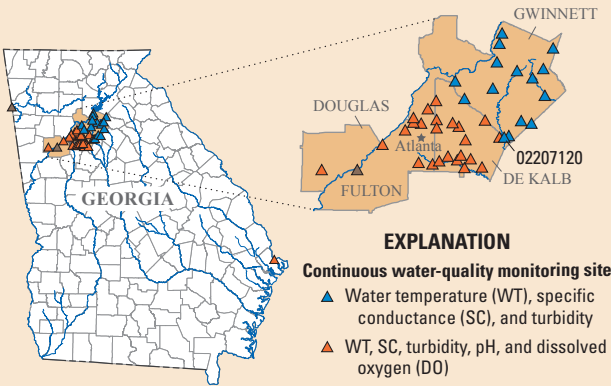 GWINNETT
DOUGLAS
Atlanta
02207120
DE KALB
FULTON
GEORGIA
EXPLANATION
Continuous water-quality monitoring site
Water temperature (WT), specific
conductance (SC), and turbidity
WT, SC, turbidity, pH, and dissolved
oxygen (DO)